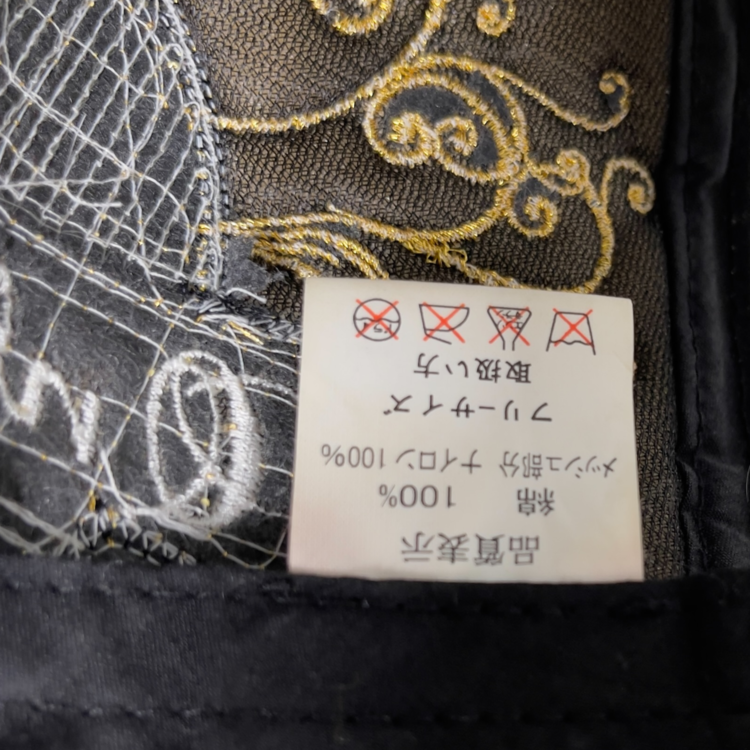 品質表示
綿 100%
メッシュ部分 ナイロン100%
フリーサイズ
取扱い方